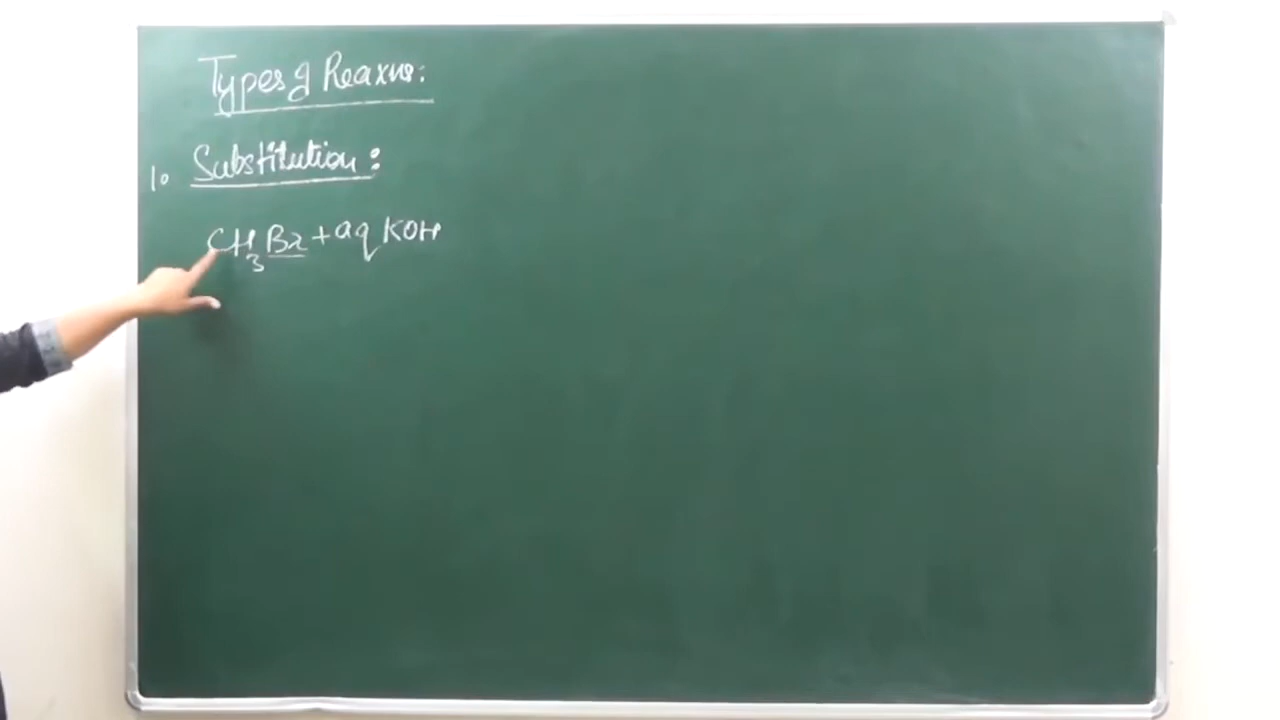 Types of Reaxns:
1. Substitution:
CH3Br + aq KOH